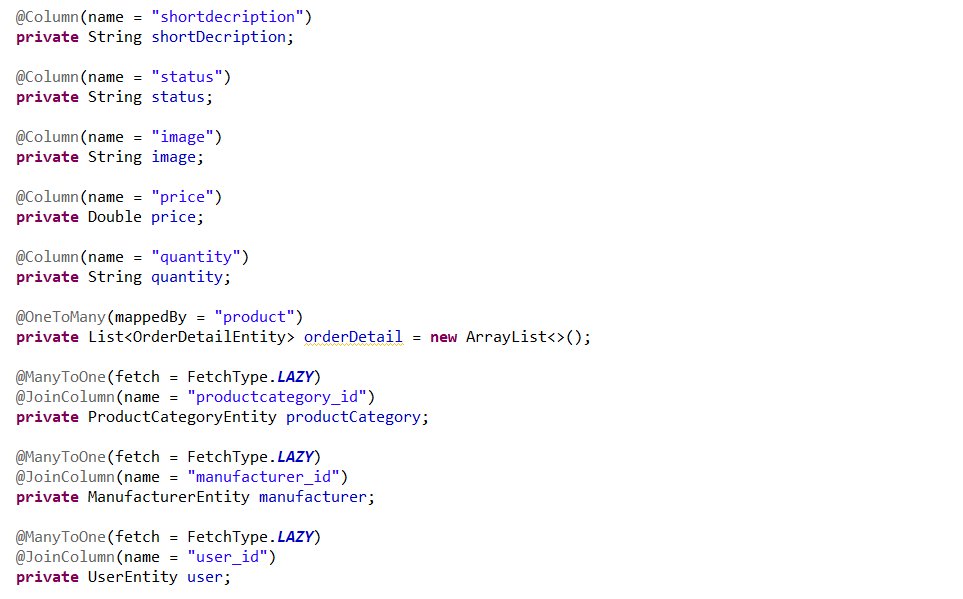 @Column(name = "shortdecription")
private String shortDecription;
@Column(name = "status")
private String status;
@Column(name = "image")
private String image;
@Column(name = "price")
private Double price;
@Column(name = "quantity")
private String quantity;
@OneToMany(mappedBy = "product")
private List<OrderDetailEntity> orderDetail = new ArrayList<>();
@ManyToOne(fetch = FetchType.LAZY)
@JoinColumn(name = "productcategory_id")
private ProductCategoryEntity productCategory;
@ManyToOne(fetch = FetchType.LAZY)
@JoinColumn(name = "manufacturer_id")
private ManufacturerEntity manufacturer;
@ManyToOne(fetch = FetchType.LAZY)
@JoinColumn(name = "user_id")
private UserEntity user;